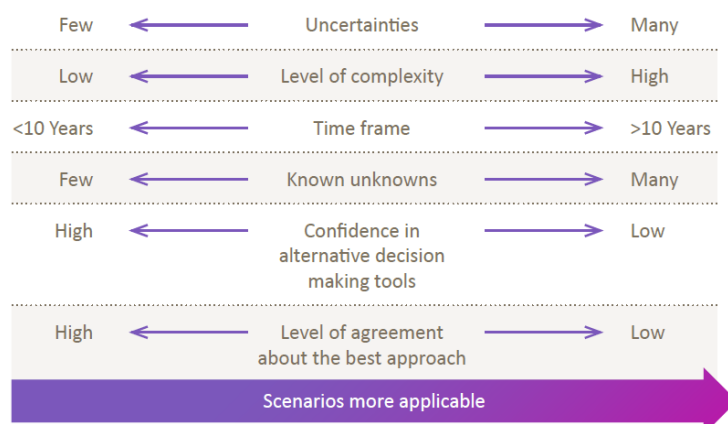 Few Uncertainties Many
Low Level of complexity High
<10 Years Time frame >10 Years
Few Known unknowns Many
High Confidence in Low
alternative decision
making tools
High Level of agreement Low
about the best approach
Scenarios more applicable